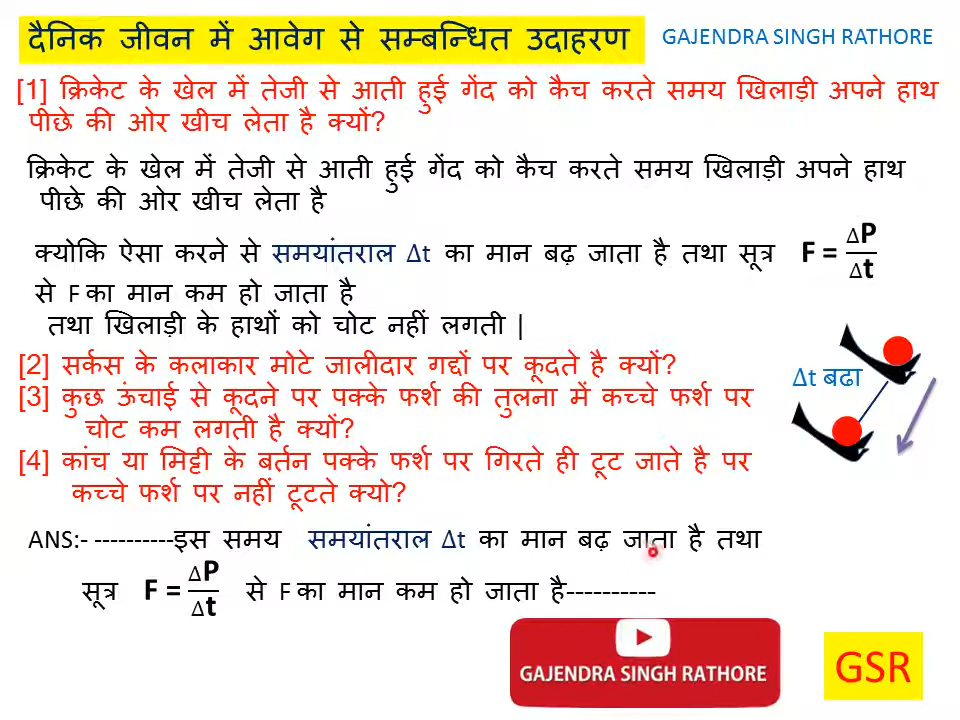 दैनिक जीवन में आवेग से सम्बन्धित उदाहरण
GAJENDRA SINGH RATHORE
[1] क्रिकेट के खेल में तेजी से आती हुई गेंद को कैच करते समय खिलाड़ी अपने हाथ
पीछे की ओर खीच लेता है क्यों?
क्रिकेट के खेल में तेजी से आती हुई गेंद को कैच करते समय खिलाड़ी अपने हाथ
पीछे की ओर खीच लेता है
क्योकि ऐसा करने से समयांतराल Δt का मान बढ़ जाता है तथा सूत्र F = ΔP/Δt
से F का मान कम हो जाता है
तथा खिलाड़ी के हाथों को चोट नहीं लगती |
[2] सर्कस के कलाकार मोटे जालीदार गद्दों पर कूदते है क्यों?
Δt बढा
[3] कुछ ऊंचाई से कूदने पर पक्के फर्श की तुलना में कच्चे फर्श पर
चोट कम लगती है क्यों?
[4] कांच या मिट्टी के बर्तन पक्के फर्श पर गिरते ही टूट जाते है पर
कच्चे फर्श पर नहीं टूटते क्यो?
ANS:- ----------इस समय समयांतराल Δt का मान बढ़ जाता है तथा
सूत्र F = ΔP/Δt से F का मान कम हो जाता है----------
GAJENDRA SINGH RATHORE
GSR